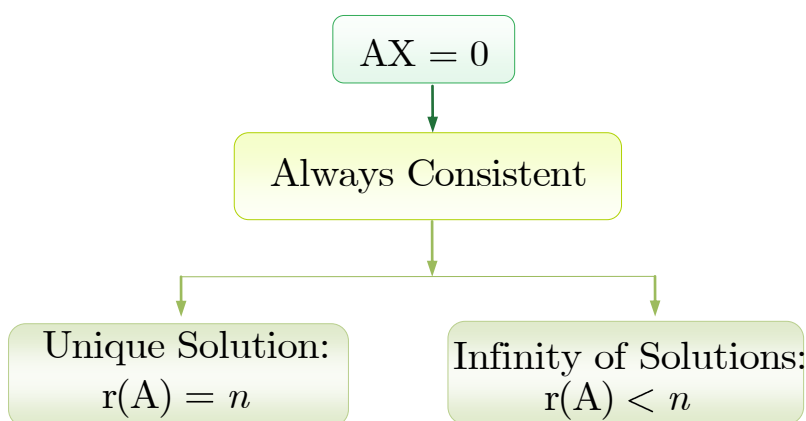 AX = 0
Always Consistent
Unique Solution:
r(A) = n
Infinity of Solutions:
r(A) < n